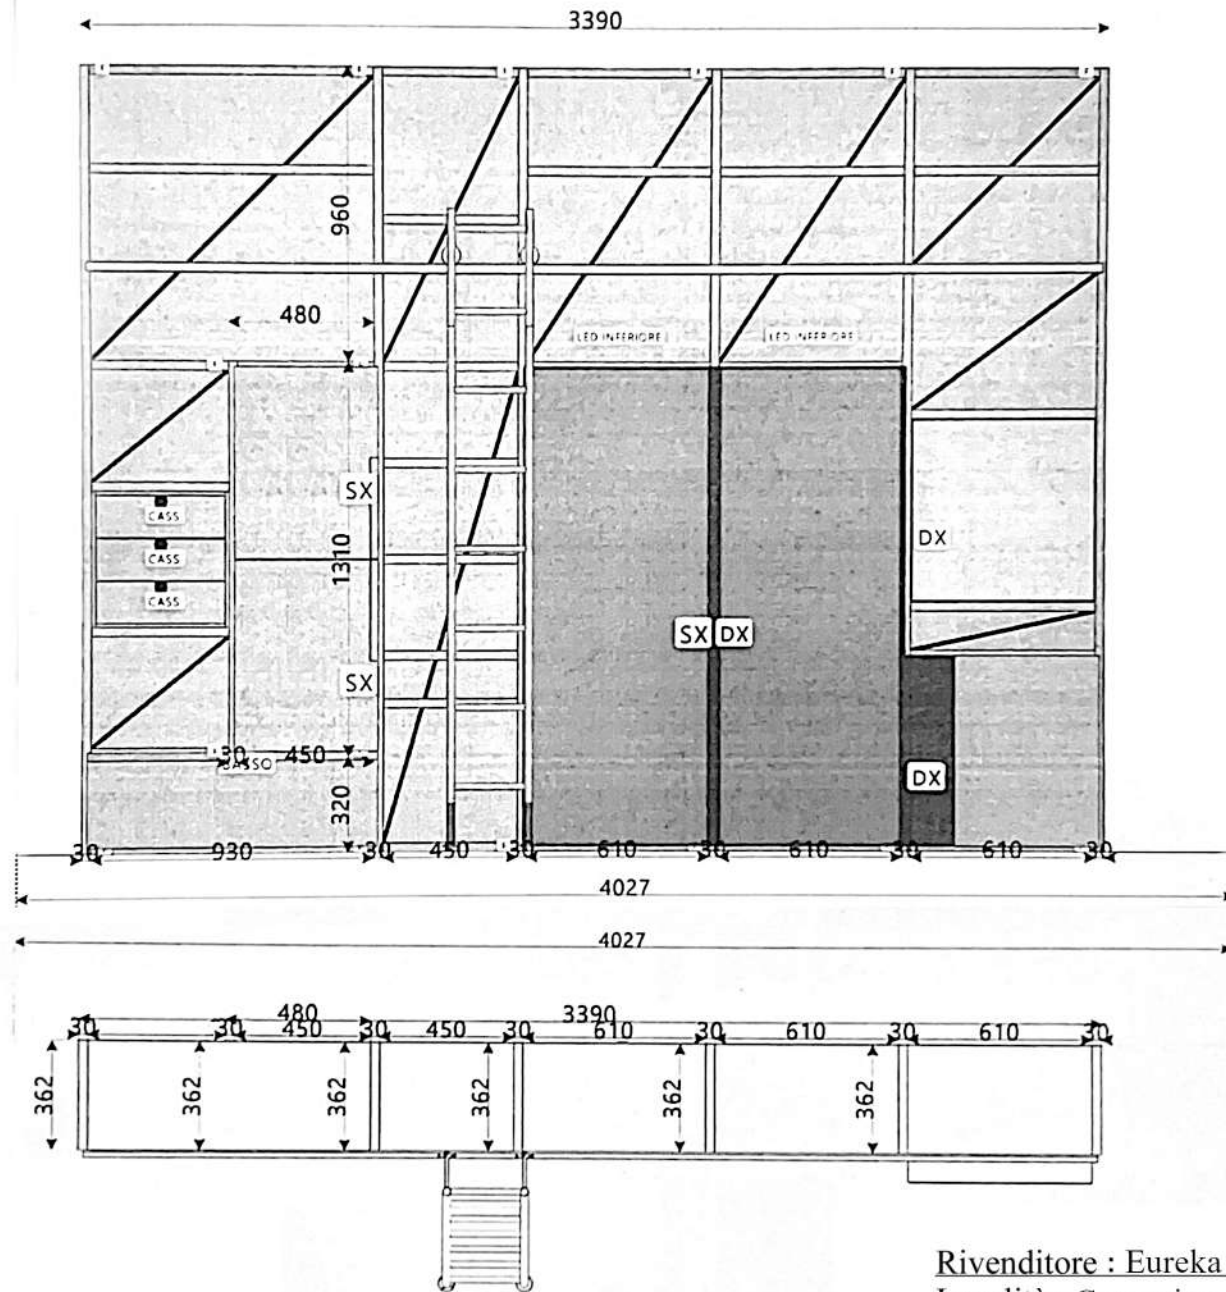 3390
960
480
LED INFERIORE
LED INFERIORE
SX
CASS
CASS
CASS
1310
DX
SX DX
SX
30 450
BASSO
320
DX
30 930 30 450 30 610 30 610 30 610 30
4027
4027
480 3390
30 30 450 30 450 30 610 30 610 30 610 30
362 362 362 362 362 362
Rivenditore : Eureka